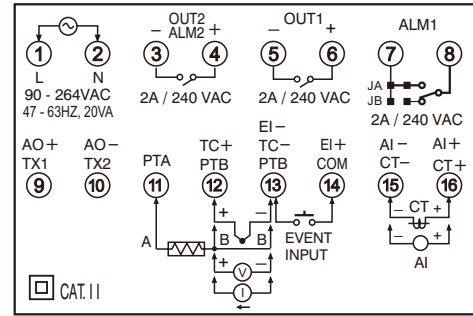 OUT2
ALM2
− +
OUT1
− +
ALM1
1 2 3 4 5 6 7 8
L N
90 - 264VAC
47 - 63HZ, 20VA
2A / 240 VAC
2A / 240 VAC
JA
JB
2A / 240 VAC
AO+
TX1
AO−
TX2
PTA
TC+
PTB
EI−
TC−
PTB
EI+
COM
AI−
CT−
AI+
CT+
9 10 11 12 13 14 15 16
+ −
− CT +
A B B
EVENT
INPUT
− +
AI
+ V −
I
CAT. II